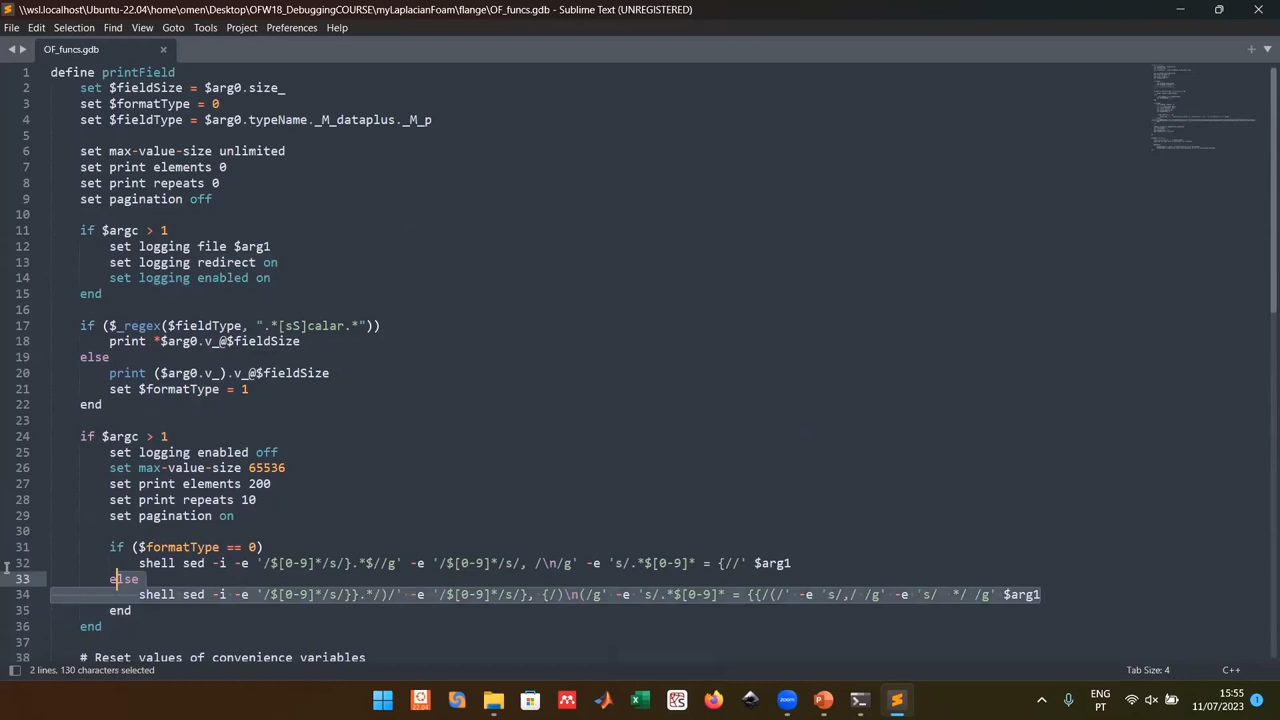 \\wsl.localhost\Ubuntu-22.04\home\omen\Desktop\OFW18_DebuggingCOURSE\myLaplacianFoam\flange\OF_funcs.gdb - Sublime Text (UNREGISTERED)
File Edit Selection Find View Goto Tools Project Preferences Help
OF_funcs.gdb
1 define printField
2 set $fieldSize = $arg0.size_
3 set $formatType = 0
4 set $fieldType = $arg0.typeName._M_dataplus._M_p
5
6 set max-value-size unlimited
7 set print elements 0
8 set print repeats 0
9 set pagination off
10
11 if $argc > 1
12 set logging file $arg1
13 set logging redirect on
14 set logging enabled on
15 end
16
17 if ($_regex($fieldType, ".*[sS]calar.*"))
18 print *$arg0.v_@$fieldSize
19 else
20 print ($arg0.v_).v_@$fieldSize
21 set $formatType = 1
22 end
23
24 if $argc > 1
25 set logging enabled off
26 set max-value-size 65536
27 set print elements 200
28 set print repeats 10
29 set pagination on
30
31 if ($formatType == 0)
32 shell sed -i -e '/$[0-9]*/s/}.*$//g' -e '/$[0-9]*/s/, /\n/g' -e 's/.*$[0-9]* = {//' $arg1
33 else
34 shell sed -i -e '/$[0-9]*/s/}}.*/)/' -e '/$[0-9]*/s/}, {/)\n(/g' -e 's/.*$[0-9]* = {{/(/' -e 's/,/ /g' -e 's/  */ /g' $arg1
35 end
36 end
37
38 # Reset values of convenience variables
2 lines, 130 characters selected
Tab Size: 4
C++
ENG
PT
15:55
11/07/2023